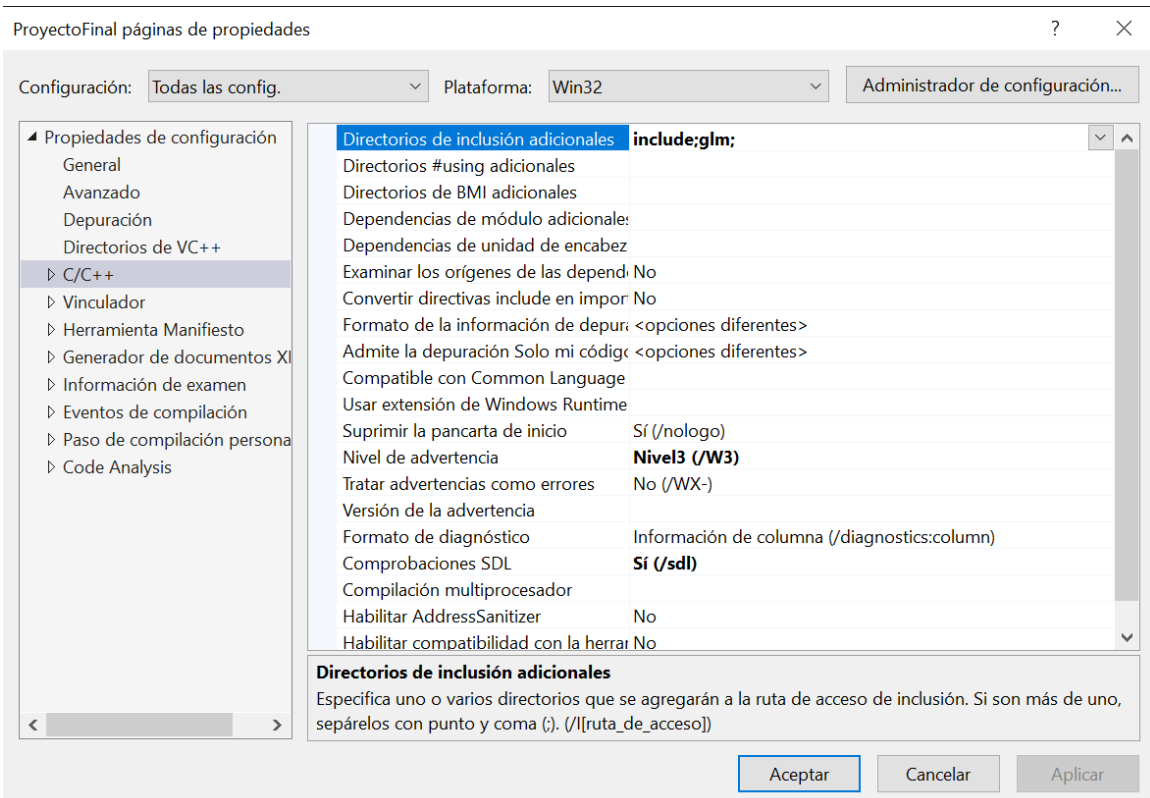 ProyectoFinal páginas de propiedades
?
Configuración: Todas las config. Plataforma: Win32 Administrador de configuración...
Propiedades de configuración
General
Avanzado
Depuración
Directorios de VC++
C/C++
Vinculador
Herramienta Manifiesto
Generador de documentos XI
Información de examen
Eventos de compilación
Paso de compilación persona
Code Analysis
Directorios de inclusión adicionales include;glm;
Directorios #using adicionales
Directorios de BMI adicionales
Dependencias de módulo adicionales
Dependencias de unidad de encabez
Examinar los orígenes de las depend No
Convertir directivas include en import No
Formato de la información de depura <opciones diferentes>
Admite la depuración Solo mi código <opciones diferentes>
Compatible con Common Language
Usar extensión de Windows Runtime
Suprimir la pancarta de inicio Sí (/nologo)
Nivel de advertencia Nivel3 (/W3)
Tratar advertencias como errores No (/WX-)
Versión de la advertencia
Formato de diagnóstico Información de columna (/diagnostics:column)
Comprobaciones SDL Sí (/sdl)
Compilación multiprocesador
Habilitar AddressSanitizer No
Habilitar compatibilidad con la herrar No
Directorios de inclusión adicionales
Especifica uno o varios directorios que se agregarán a la ruta de acceso de inclusión. Si son más de uno,
sepárelos con punto y coma (;). (/I[ruta_de_acceso])
Aceptar Cancelar Aplicar